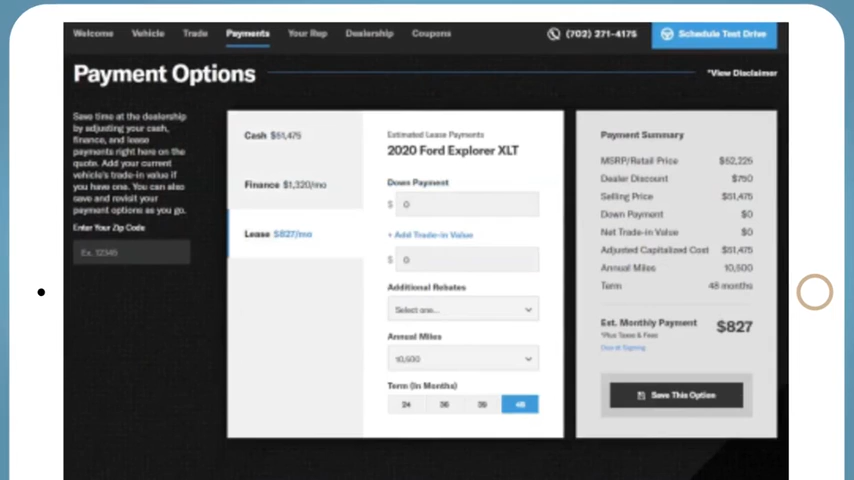 Welcome Vehicle Trade Payments Your Rep Dealership Coupons (702) 271-4175 Schedule Test Drive
Payment Options
*View Disclaimer
Save time at the dealership
by adjusting your cash,
finance, and lease
payments right here on the
quote. Add your current
vehicle's trade-in value if
you have one. You can also
save and revisit your
payment options as you go.
Enter Your Zip Code
Ex. 12345
Cash $51,475
Finance $1,320/mo
Lease $827/mo
Estimated Lease Payments
2020 Ford Explorer XLT
Down Payment
$ 0
+ Add Trade-in Value
$ 0
Additional Rebates
Select one...
Annual Miles
10,500
Term (In Months)
24 36 39 48
Payment Summary
MSRP/Retail Price $52,225
Dealer Discount $750
Selling Price $51,475
Down Payment $0
Net Trade-in Value $0
Adjusted Capitalized Cost $51,475
Annual Miles 10,500
Term 48 months
Est. Monthly Payment $827
*Plus Taxes & Fees
Due at Signing
Save This Option